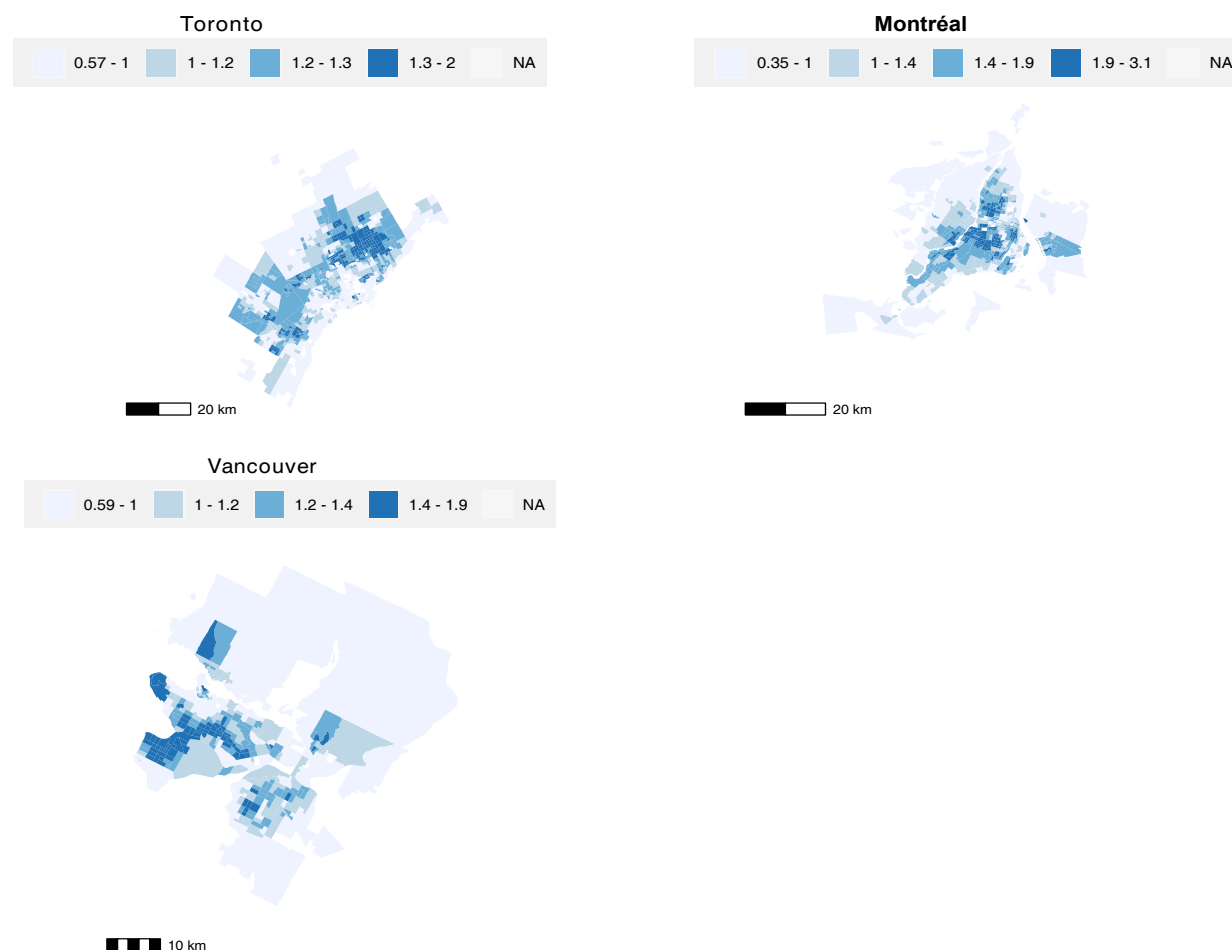 Toronto
0.57 - 1 1 - 1.2 1.2 - 1.3 1.3 - 2 NA
20 km
Montréal
0.35 - 1 1 - 1.4 1.4 - 1.9 1.9 - 3.1 NA
20 km
Vancouver
0.59 - 1 1 - 1.2 1.2 - 1.4 1.4 - 1.9 NA
10 km